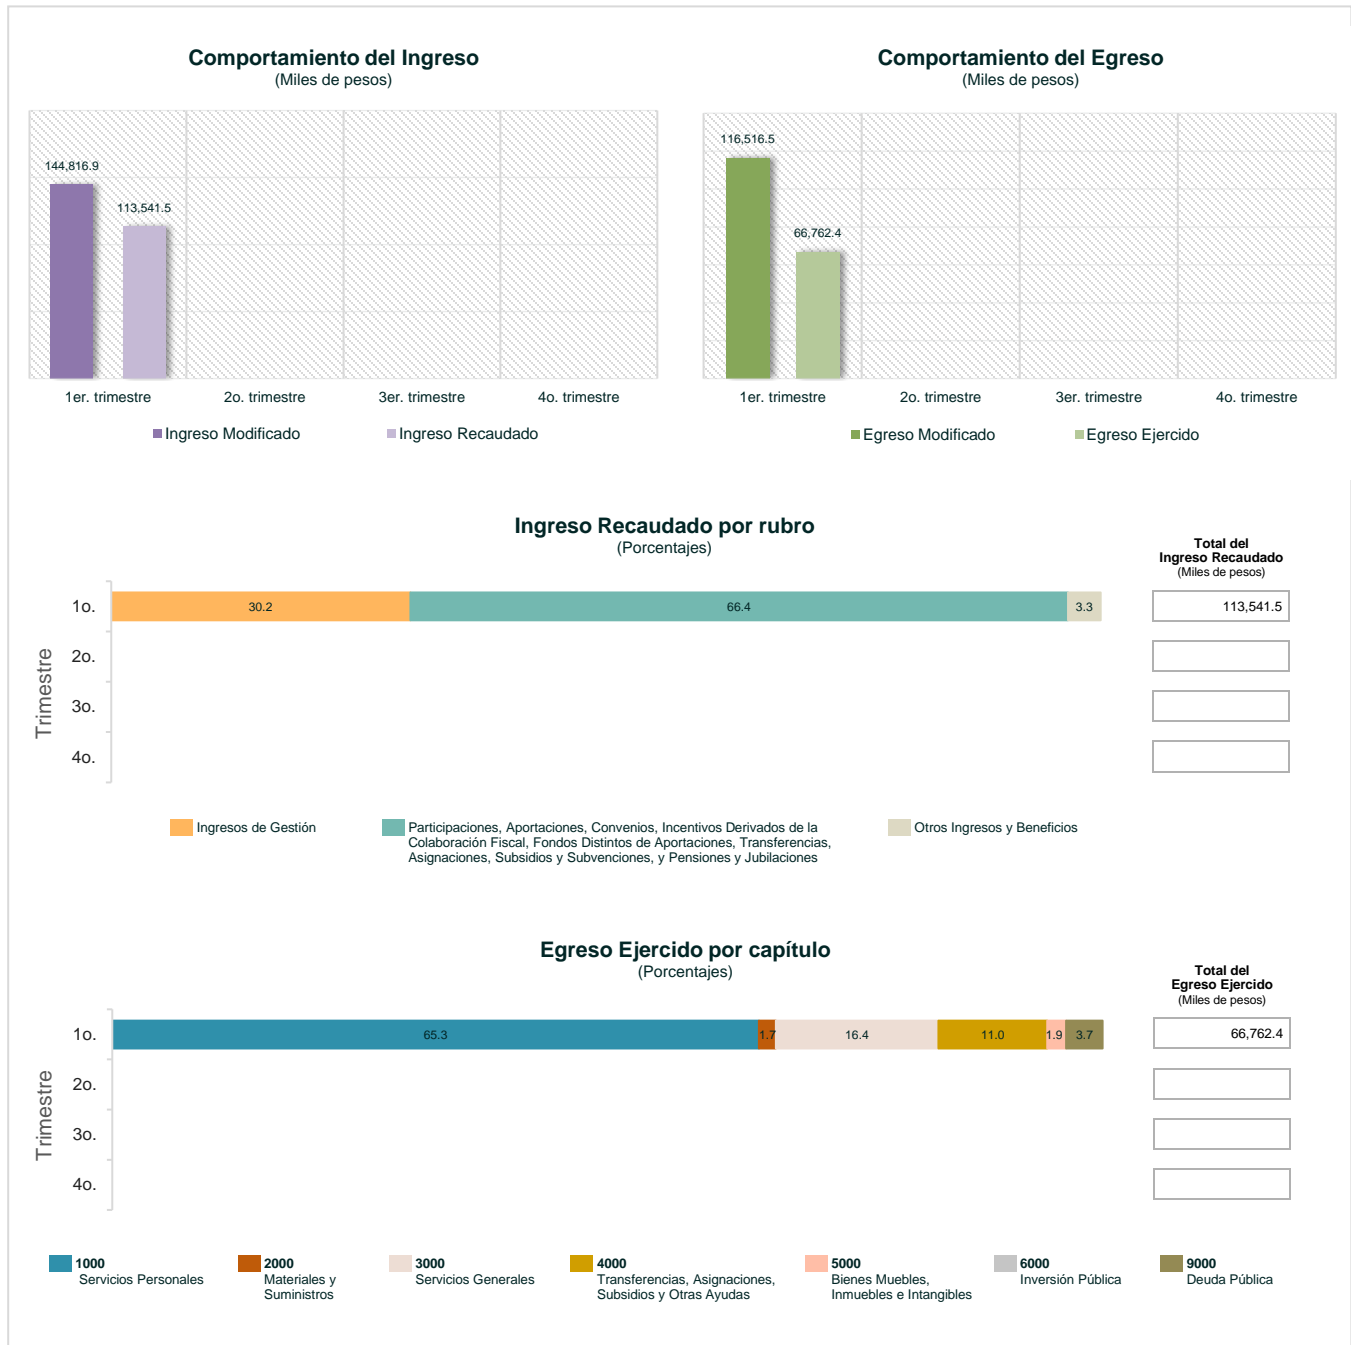 Comportamiento del Ingreso
(Miles de pesos)
144,816.9
113,541.5
1er. trimestre
2o. trimestre
3er. trimestre
4o. trimestre
Ingreso Modificado
Ingreso Recaudado
Comportamiento del Egreso
(Miles de pesos)
116,516.5
66,762.4
1er. trimestre
2o. trimestre
3er. trimestre
4o. trimestre
Egreso Modificado
Egreso Ejercido
Ingreso Recaudado por rubro
(Porcentajes)
Total del
Ingreso Recaudado
(Miles de pesos)
Trimestre
1o.
30.2
66.4
3.3
113,541.5
2o.
3o.
4o.
Ingresos de Gestión
Participaciones, Aportaciones, Convenios, Incentivos Derivados de la
Colaboración Fiscal, Fondos Distintos de Aportaciones, Transferencias,
Asignaciones, Subsidios y Subvenciones, y Pensiones y Jubilaciones
Otros Ingresos y Beneficios
Egreso Ejercido por capítulo
(Porcentajes)
Total del
Egreso Ejercido
(Miles de pesos)
Trimestre
1o.
65.3
1.7
16.4
11.0
1.9
3.7
66,762.4
2o.
3o.
4o.
1000
Servicios Personales
2000
Materiales y
Suministros
3000
Servicios Generales
4000
Transferencias, Asignaciones,
Subsidios y Otras Ayudas
5000
Bienes Muebles,
Inmuebles e Intangibles
6000
Inversión Pública
9000
Deuda Pública